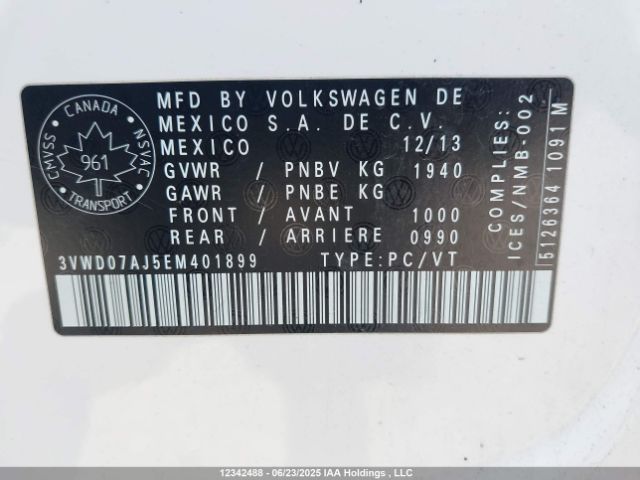 CANADA
CMVSS
NSVAC
961
TRANSPORT
MFD BY VOLKSWAGEN DE
MEXICO S.A. DE C.V.
MEXICO 12/13
GVWR / PNBV KG 1940
GAWR / PNBE KG
FRONT / AVANT 1000
REAR / ARRIERE 0990
3VWD07AJ5EM401899 TYPE:PC/VT
COMPLIES:
ICES/NMB-002
5126364 1091 M
12342488 - 06/23/2025 IAA Holdings , LLC